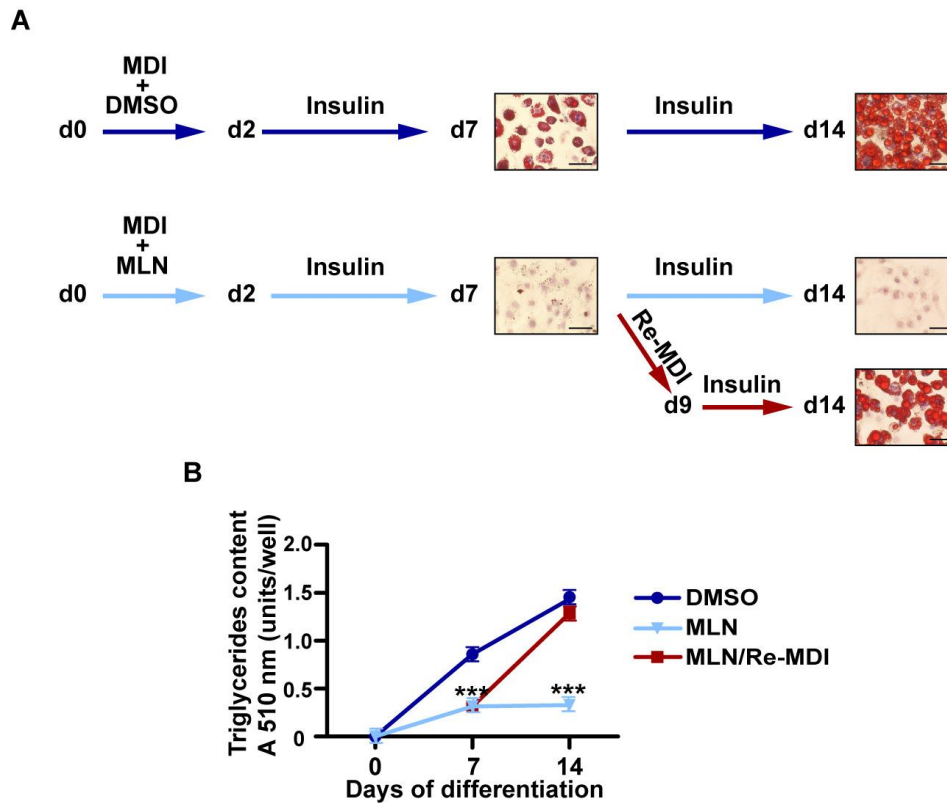 A
MDI
+
DMSO
d0
d2
Insulin
d7
Insulin
d14
MDI
+
MLN
d0
d2
Insulin
d7
Insulin
d14
Re-MDI
d9
Insulin
d14
B
Triglycerides content
A 510 nm (units/well)
2.0
1.5
1.0
0.5
0
***
***
0
7
14
Days of differentiation
DMSO
MLN
MLN/Re-MDI